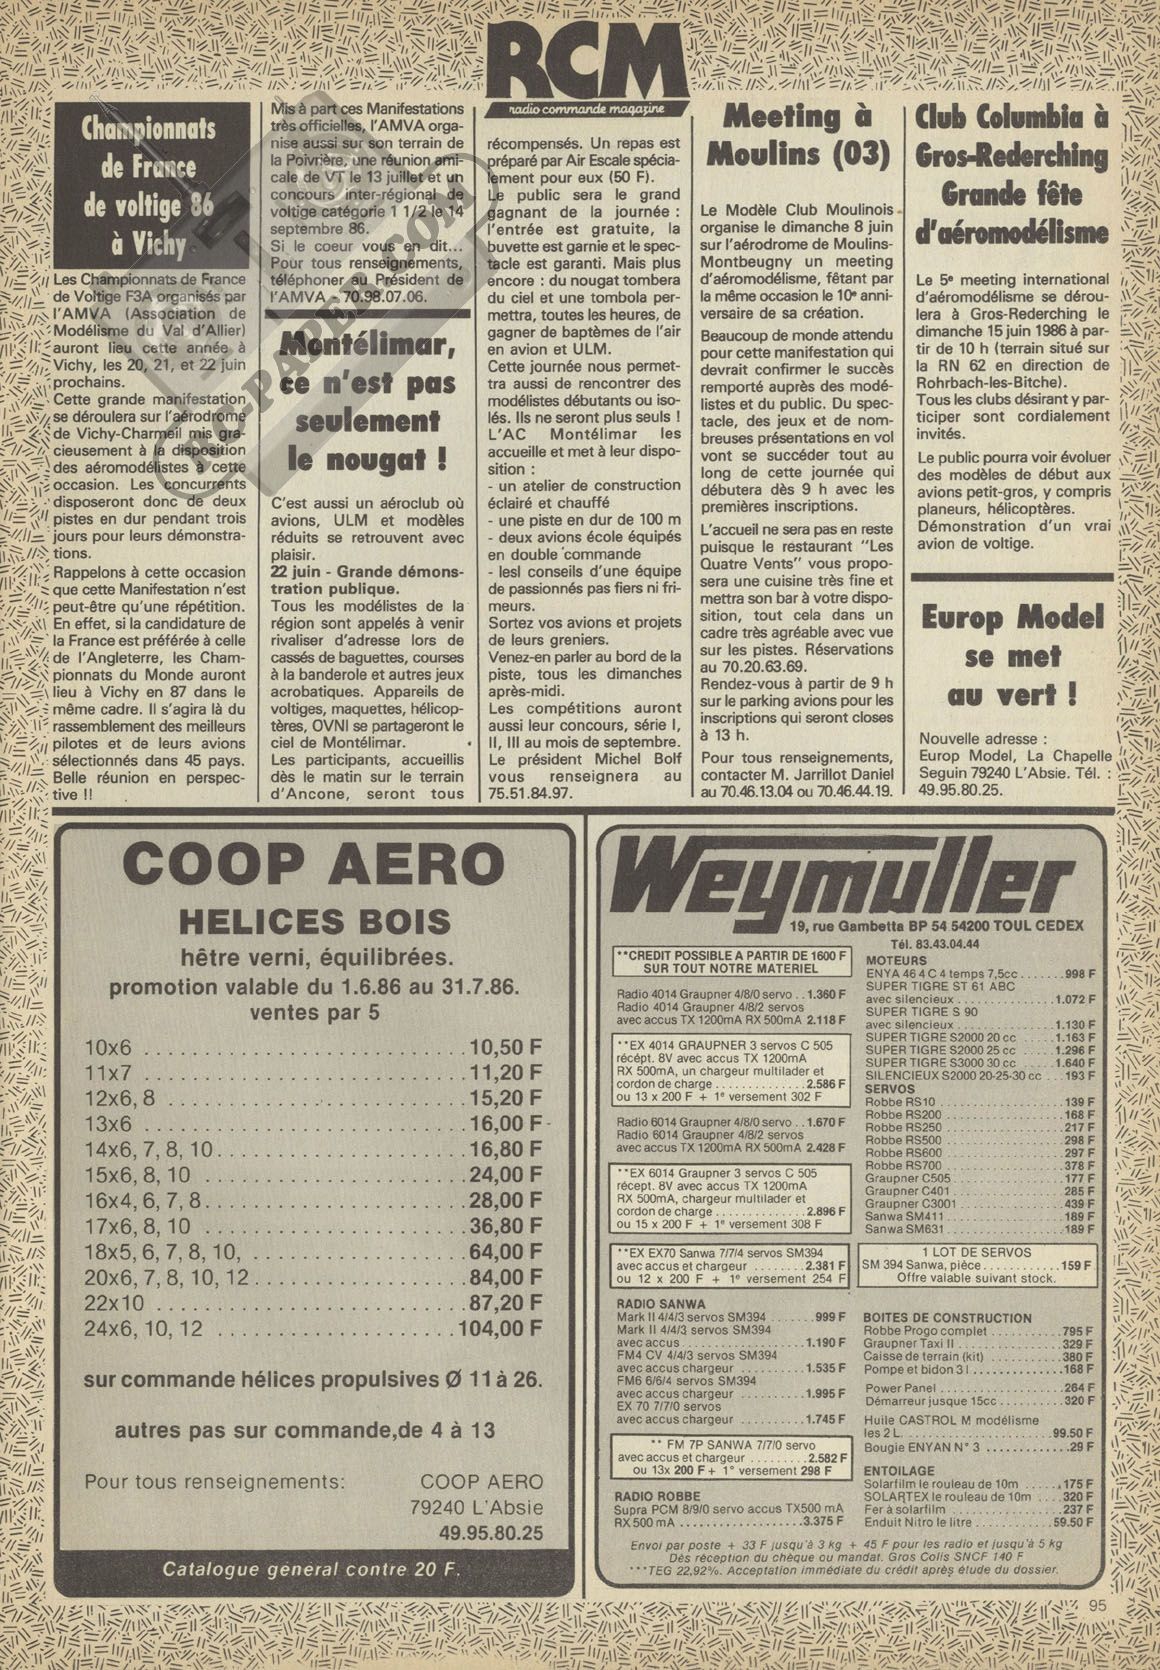 RCM
radio commande magazine
Championnats
de France
de voltige 86
à Vichy
Les Championnats de France
de Voltige F3A organisés par
l'AMVA (Association de
Modélisme du Val d'Allier)
auront lieu cette année à
Vichy, les 20, 21, et 22 juin
prochains.
Cette grande manifestation
se déroulera sur l'aérodrome
de Vichy-Charmeil mis gra-
cieusement à la disposition
des aéromodélistes à cette
occasion. Les concurrents
disposeront donc de deux
pistes en dur pendant trois
jours pour leurs démonstra-
tions.
Rappelons à cette occasion
que cette Manifestation n'est
peut-être qu'une répétition.
En effet, si la candidature de
la France est préférée à celle
de l'Angleterre, les Cham-
pionnats du Monde auront
lieu à Vichy en 87 dans le
même cadre. Il s'agira là du
rassemblement des meilleurs
pilotes et de leurs avions
sélectionnés dans 45 pays.
Belle réunion en perspec-
tive !!
Mis à part ces Manifestations
très officielles, l'AMVA orga-
nise aussi sur son terrain de
la Poivrière, une réunion ami-
cale de VT le 13 juillet et un
concours inter-régional de
voltige catégorie 1 1/2 le 14
septembre 86.
Si le coeur vous en dit...
Pour tous renseignements,
téléphoner au Président de
l'AMVA : 70.98.07.06.
Montélimar,
ce n'est pas
seulement
le nougat !
C'est aussi un aéroclub où
avions, ULM et modèles
réduits se retrouvent avec
plaisir.
22 juin - Grande démons-
tration publique.
Tous les modélistes de la
région sont appelés à venir
rivaliser d'adresse lors de
cassés de baguettes, courses
à la banderole et autres jeux
acrobatiques. Appareils de
voltiges, maquettes, hélicop-
tères, OVNI se partageront le
ciel de Montélimar.
Les participants, accueillis
dès le matin sur le terrain
d'Ancone, seront tous
récompensés. Un repas est
préparé par Air Escale spécia-
lement pour eux (50 F).
Le public sera le grand
gagnant de la journée :
l'entrée est gratuite, la
buvette est garnie et le spec-
tacle est garanti. Mais plus
encore : du nougat tombera
du ciel et une tombola per-
mettra, toutes les heures, de
gagner de baptèmes de l'air
en avion et ULM.
Cette journée nous permet-
tra aussi de rencontrer des
modélistes débutants ou iso-
lés. Ils ne seront plus seuls !
L'AC Montélimar les
accueille et met à leur dispo-
sition :
- un atelier de construction
éclairé et chauffé
- une piste en dur de 100 m
- deux avions école équipés
en double commande
- lesl conseils d'une équipe
de passionnés pas fiers ni fri-
meurs.
Sortez vos avions et projets
de leurs greniers.
Venez-en parler au bord de la
piste, tous les dimanches
après-midi.
Les compétitions auront
aussi leur concours, série I,
II, III au mois de septembre.
Le président Michel Bolf
vous renseignera au
75.51.84.97.
Meeting à
Moulins (03)
Le Modèle Club Moulinois
organise le dimanche 8 juin
sur l'aérodrome de Moulins-
Montbeugny un meeting
d'aéromodélisme, fêtant par
la même occasion le 10e anni-
versaire de sa création.
Beaucoup de monde attendu
pour cette manifestation qui
devrait confirmer le succès
remporté auprès des modé-
listes et du public. Du spec-
tacle, des jeux et de nom-
breuses présentations en vol
vont se succéder tout au
long de cette journée qui
débutera dès 9 h avec les
premières inscriptions.
L'accueil ne sera pas en reste
puisque le restaurant "Les
Quatre Vents" vous propo-
sera une cuisine très fine et
mettra son bar à votre dispo-
sition, tout cela dans un
cadre très agréable avec vue
sur les pistes. Réservations
au 70.20.63.69.
Rendez-vous à partir de 9 h
sur le parking avions pour les
inscriptions qui seront closes
à 13 h.
Pour tous renseignements,
contacter M. Jarrillot Daniel
au 70.46.13.04 ou 70.46.44.19.
Club Columbia à
Gros-Rederching
Grande fête
d'aéromodélisme
Le 5e meeting international
d'aéromodélisme se dérou-
lera à Gros-Rederching le
dimanche 15 juin 1986 à par-
tir de 10 h (terrain situé sur
la RN 62 en direction de
Rohrbach-les-Bitche).
Tous les clubs désirant y par-
ticiper sont cordialement
invités.
Le public pourra voir évoluer
des modèles de début aux
avions petit-gros, y compris
planeurs, hélicoptères.
Démonstration d'un vrai
avion de voltige.
Europ Model
se met
au vert !
Nouvelle adresse :
Europ Model, La Chapelle
Seguin 79240 L'Absie. Tél. :
49.95.80.25.
RC-PAPER.COM
COOP AERO
HELICES BOIS
hêtre verni, équilibrées.
promotion valable du 1.6.86 au 31.7.86.
ventes par 5
10x6 ..... 10,50 F
11x7 ..... 11,20 F
12x6, 8 ..... 15,20 F
13x6 ..... 16,00 F
14x6, 7, 8, 10 ..... 16,80 F
15x6, 8, 10 ..... 24,00 F
16x4, 6, 7, 8 ..... 28,00 F
17x6, 8, 10 ..... 36,80 F
18x5, 6, 7, 8, 10, ..... 64,00 F
20x6, 7, 8, 10, 12 ..... 84,00 F
22x10 ..... 87,20 F
24x6, 10, 12 ..... 104,00 F
sur commande hélices propulsives Ø 11 à 26.
autres pas sur commande,de 4 à 13
Pour tous renseignements: COOP AERO
79240 L'Absie
49.95.80.25
Catalogue général contre 20 F.
Weymuller
19, rue Gambetta BP 54 54200 TOUL CEDEX
Tél. 83.43.04.44
**CREDIT POSSIBLE A PARTIR DE 1600 F
SUR TOUT NOTRE MATERIEL
Radio 4014 Graupner 4/8/0 servo .. 1.360 F
Radio 4014 Graupner 4/8/2 servos
avec accus TX 1200mA RX 500mA 2.118 F
**EX 4014 GRAUPNER 3 servos C 505
récépt. 8V avec accus TX 1200mA
RX 500mA, un chargeur multilader et
cordon de charge ..... 2.586 F
ou 13 x 200 F + 1e versement 302 F
Radio 6014 Graupner 4/8/0 servo .. 1.670 F
Radio 6014 Graupner 4/8/2 servos
avec accus TX 1200mA RX 500mA 2.428 F
**EX 6014 Graupner 3 servos C 505
récept. 8V avec accus TX 1200mA
RX 500mA, chargeur multilader et
cordon de charge ..... 2.896 F
ou 15 x 200 F + 1e versement 308 F
**EX EX70 Sanwa 7/7/4 servos SM394
avec accus et chargeur ..... 2.381 F
ou 12 x 200 F + 1e versement 254 F
RADIO SANWA
Mark II 4/4/3 servos SM394 ..... 999 F
Mark II 4/4/3 servos SM394
avec accus ..... 1.190 F
FM4 CV 4/4/3 servos SM394
avec accus chargeur ..... 1.535 F
FM6 6/6/4 servos SM394
avec accus chargeur ..... 1.995 F
EX 70 7/7/0 servos
avec accus chargeur ..... 1.745 F
** FM 7P SANWA 7/7/0 servo
avec accus et chargeur ..... 2.582 F
ou 13x 200 F + 1e versement 298 F
RADIO ROBBE
Supra PCM 8/9/0 servo accus TX500 mA
RX 500 mA ..... 3.375 F
MOTEURS
ENYA 46 4 C 4 temps 7,5cc ..... 998 F
SUPER TIGRE ST 61 ABC
avec silencieux ..... 1.072 F
SUPER TIGRE S 90
avec silencieux ..... 1.130 F
SUPER TIGRE S2000 20 cc ... 1.163 F
SUPER TIGRE S2000 25 cc ... 1.296 F
SUPER TIGRE S3000 30 cc ... 1.640 F
SILENCIEUX S2000 20-25-30 cc ... 193 F
SERVOS
Robbe RS10 ..... 139 F
Robbe RS200 ..... 168 F
Robbe RS250 ..... 217 F
Robbe RS500 ..... 298 F
Robbe RS600 ..... 297 F
Robbe RS700 ..... 378 F
Graupner C505 ..... 177 F
Graupner C401 ..... 285 F
Graupner C3001 ..... 439 F
Sanwa SM411 ..... 189 F
Sanwa SM631 ..... 189 F
1 LOT DE SERVOS
SM 394 Sanwa, pièce ..... 159 F
Offre valable suivant stock.
BOITES DE CONSTRUCTION
Robbe Progo complet ..... 795 F
Graupner Taxi II ..... 329 F
Caisse de terrain (kit) ..... 380 F
Pompe et bidon 3 l ..... 168 F
Power Panel ..... 264 F
Démarreur jusque 15cc ..... 320 F
Huile CASTROL M modélisme
les 2 L ..... 99.50 F
Bougie ENYAN N° 3 ..... 29 F
ENTOILAGE
Solarfilm le rouleau de 10m ..... 175 F
SOLARTEX le rouleau de 10m ... 320 F
Fer à solarfilm ..... 237 F
Enduit Nitro le litre ..... 59.50 F
Envoi par poste + 33 F jusqu'à 3 kg + 45 F pour les radio et jusqu'à 5 kg
Dès réception du chèque ou mandat. Gros Colis SNCF 140 F
***TEG 22,92%. Acceptation immédiate du crédit après étude du dossier.
95